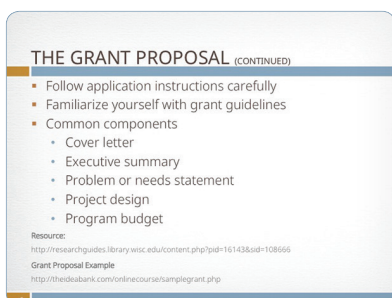 THE GRANT PROPOSAL (CONTINUED)
▪ Follow application instructions carefully
▪ Familiarize yourself with grant guidelines
▪ Common components
• Cover letter
• Executive summary
• Problem or needs statement
• Project design
• Program budget
Resource:
http://researchguides.library.wisc.edu/content.php?pid=16143&sid=108666
Grant Proposal Example
http://theideabank.com/onlinecourse/samplegrant.php